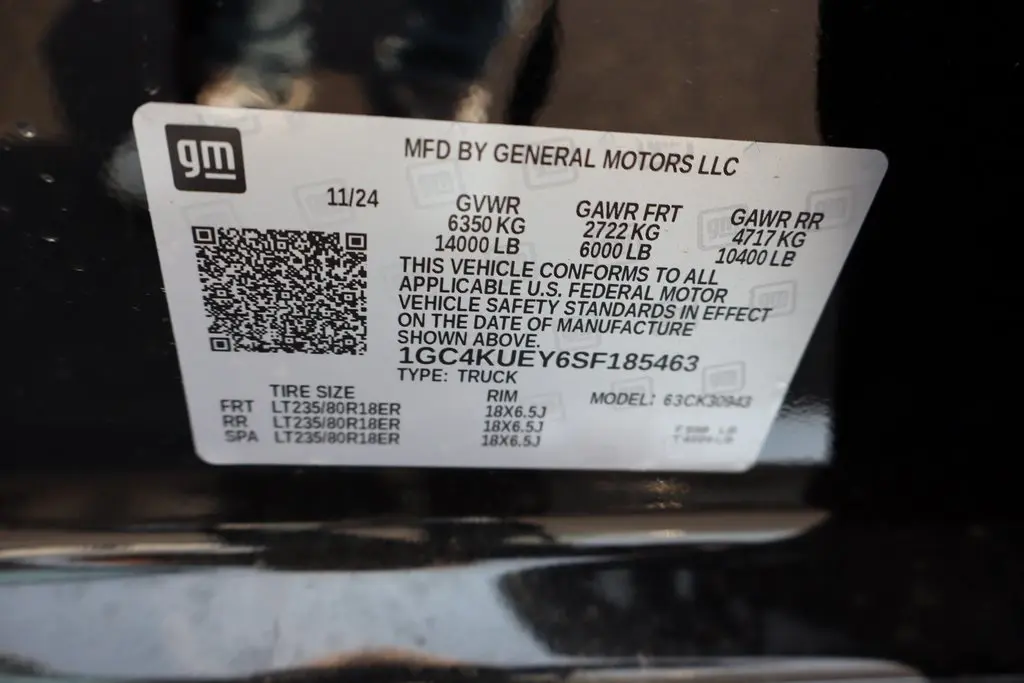 gm
MFD BY GENERAL MOTORS LLC
11/24
GVWR GAWR FRT GAWR RR
6350 KG 2722 KG 4717 KG
14000 LB 6000 LB 10400 LB
THIS VEHICLE CONFORMS TO ALL
APPLICABLE U.S. FEDERAL MOTOR
VEHICLE SAFETY STANDARDS IN EFFECT
ON THE DATE OF MANUFACTURE
SHOWN ABOVE.
1GC4KUEY6SF185463
TYPE: TRUCK
TIRE SIZE RIM MODEL: 63CK30943
FRT LT235/80R18ER 18X6.5J
RR LT235/80R18ER 18X6.5J
SPA LT235/80R18ER 18X6.5J